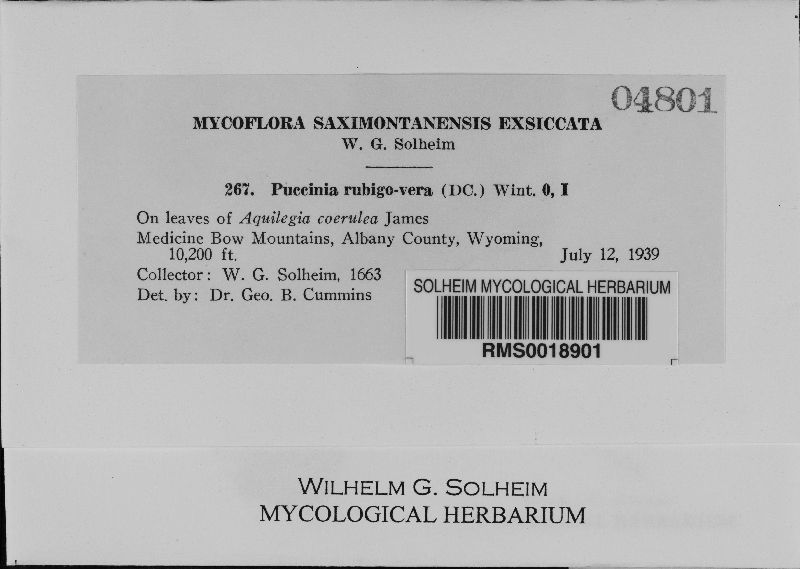 04801
MYCOFLORA SAXIMONTANENSIS EXSICCATA
W. G. Solheim
267. Puccinia rubigo-vera (DC.) Wint. 0, I
On leaves of Aquilegia coerulea James
Medicine Bow Mountains, Albany County, Wyoming,
10,200 ft. July 12, 1939
Collector: W. G. Solheim, 1663
Det. by: Dr. Geo. B. Cummins
SOLHEIM MYCOLOGICAL HERBARIUM
RMS0018901
WILHELM G. SOLHEIM
MYCOLOGICAL HERBARIUM